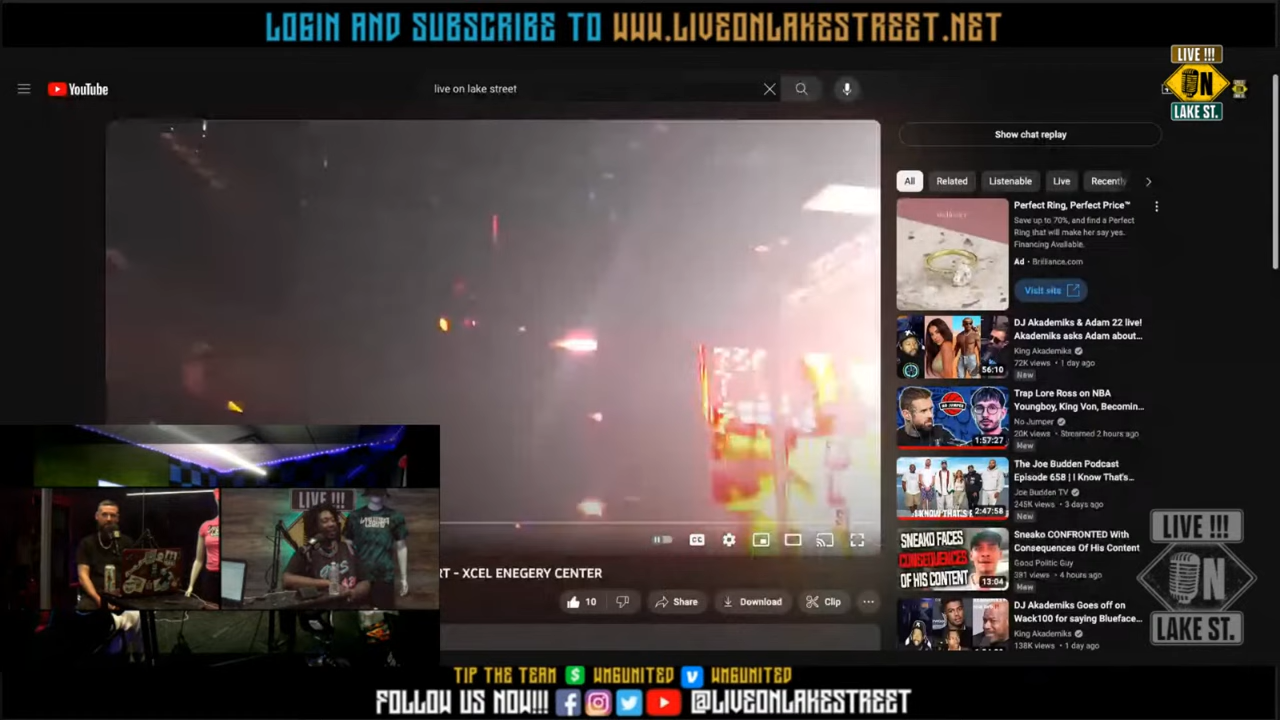 LOGIN AND SUBSCRIBE TO WWW.LIVEONLAKESTREET.NET
LIVE !!!
ON
LAKE ST.
YouTube
live on lake street
Show chat replay
All
Related
Listenable
Live
Recently
Perfect Ring, Perfect Price™
Save up to 70%, and find a Perfect
Ring that will make her say yes.
Financing Available.
Ad · Brilliance.com
Visit site
DJ Akademiks & Adam 22 live!
Akademiks asks Adam about...
King Akademiks
72K views · 1 day ago
New
56:10
Trap Lore Ross on NBA
Youngboy, King Von, Becomin...
No Jumper
20K views · Streamed 2 hours ago
New
1:57:27
The Joe Budden Podcast
Episode 658 | I Know That's...
Joe Budden TV
245K views · 3 days ago
New
2:47:58
Sneako CONFRONTED With
Consequences Of His Content
Good Politic Guy
381 views · 4 hours ago
New
SNEAKO FACES
CONSEQUENCES
OF HIS CONTENT
13:04
DJ Akademiks Goes off on
Wack100 for saying Blueface...
King Akademiks
138K views · 1 day ago
LIVE !!!
CC
RT - XCEL ENEGERY CENTER
10
Share
Download
Clip
LIVE !!!
ON
LAKE ST.
TIP THE TEAM $ WMGUNITED V WMGUNITED
FOLLOW US NOW!!! @LIVEONLAKESTREET